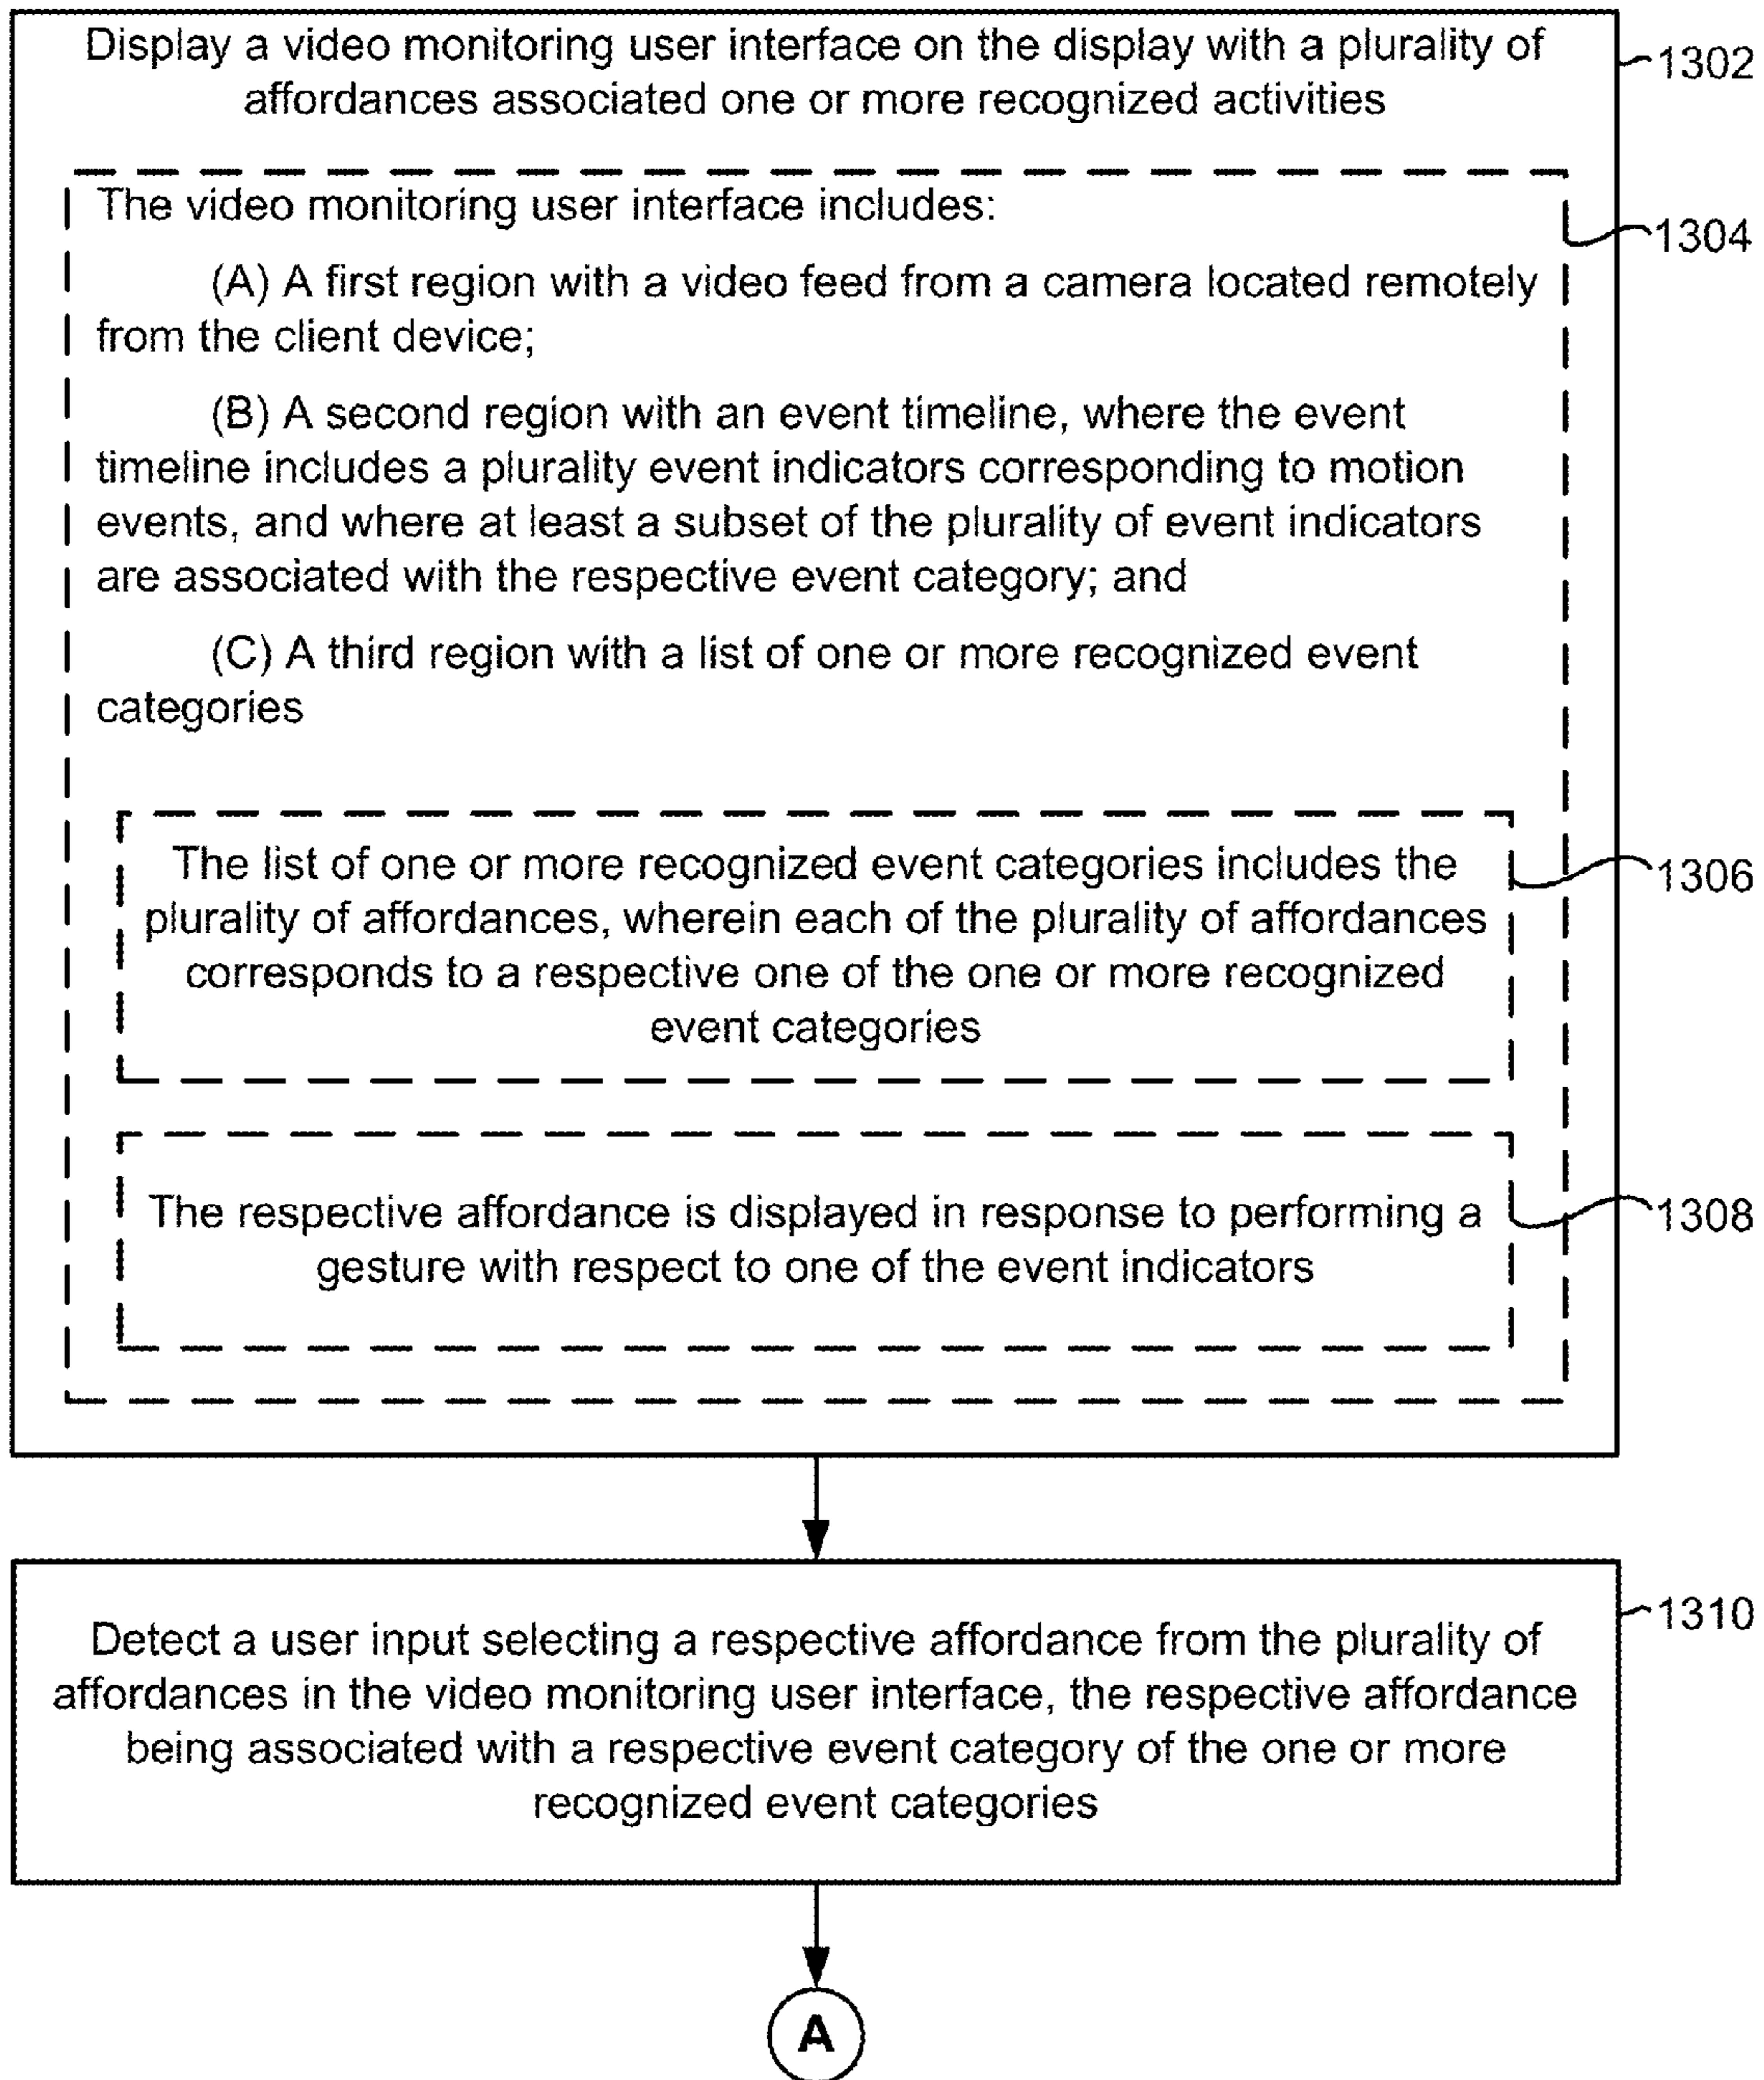 Display a video monitoring user interface on the display with a plurality of
affordances associated one or more recognized activities
1302
The video monitoring user interface includes:
1304
(A) A first region with a video feed from a camera located remotely
from the client device;
(B) A second region with an event timeline, where the event
timeline includes a plurality event indicators corresponding to motion
events, and where at least a subset of the plurality of event indicators
are associated with the respective event category; and
(C) A third region with a list of one or more recognized event
categories
The list of one or more recognized event categories includes the
plurality of affordances, wherein each of the plurality of affordances
corresponds to a respective one of the one or more recognized
event categories
1306
The respective affordance is displayed in response to performing a
gesture with respect to one of the event indicators
1308
Detect a user input selecting a respective affordance from the plurality of
affordances in the video monitoring user interface, the respective affordance
being associated with a respective event category of the one or more
recognized event categories
1310
A